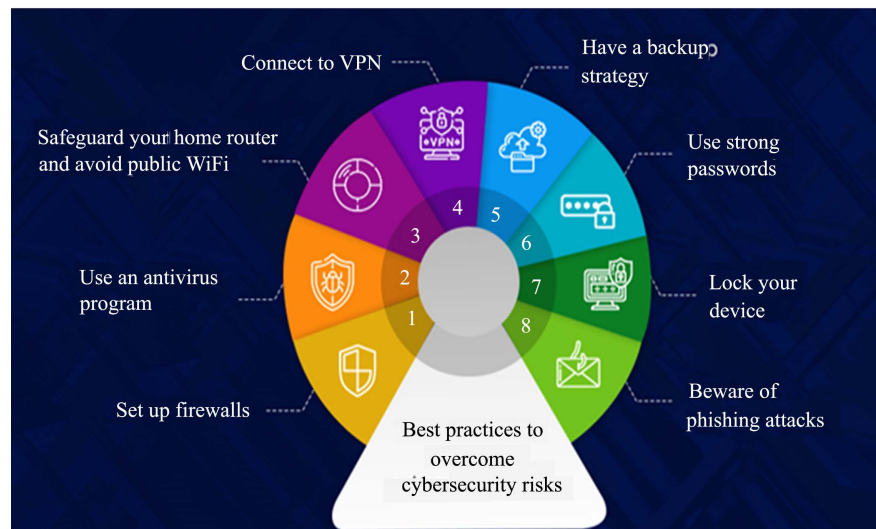 Connect to VPN
Have a backup
strategy
Safeguard your home router
and avoid public WiFi
Use strong
passwords
Use an antivirus
program
Lock your
device
Set up firewalls
Beware of
phishing attacks
VPN
1
2
3
4
5
6
7
8
Best practices to
overcome
cybersecurity risks